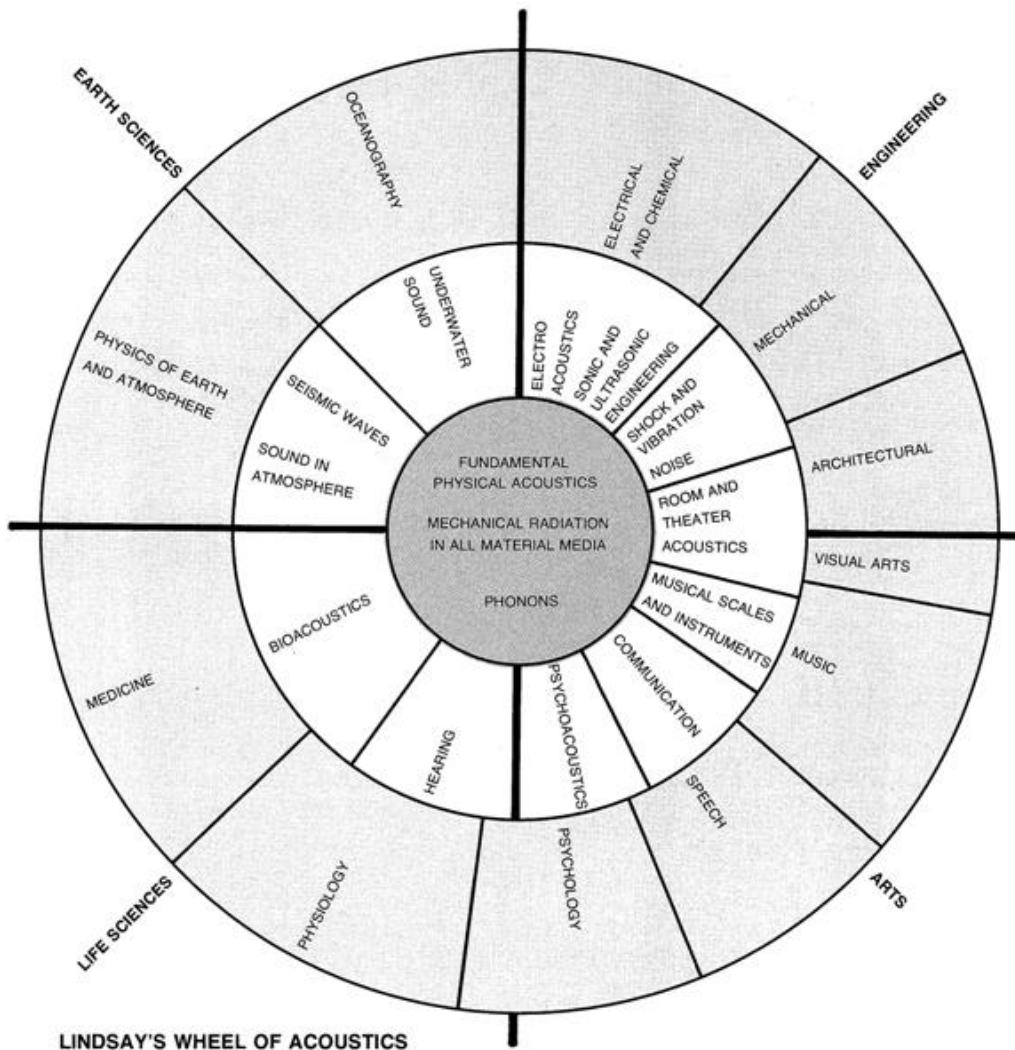 EARTH SCIENCES
ENGINEERING
OCEANOGRAPHY
ELECTRICAL
AND CHEMICAL
MECHANICAL
ARCHITECTURAL
PHYSICS OF EARTH
AND ATMOSPHERE
UNDERWATER
SOUND
ELECTRO
ACOUSTICS
SONIC AND
ULTRASONIC
ENGINEERING
SHOCK AND
VIBRATION
NOISE
SEISMIC WAVES
SOUND IN
ATMOSPHERE
ROOM AND
THEATER
ACOUSTICS
FUNDAMENTAL
PHYSICAL ACOUSTICS
MECHANICAL RADIATION
IN ALL MATERIAL MEDIA
PHONONS
VISUAL ARTS
MUSICAL SCALES
AND INSTRUMENTS
MUSIC
BIOACOUSTICS
COMMUNICATION
PSYCHOACOUSTICS
HEARING
MEDICINE
SPEECH
PSYCHOLOGY
PHYSIOLOGY
LIFE SCIENCES
ARTS
LINDSAY'S WHEEL OF ACOUSTICS